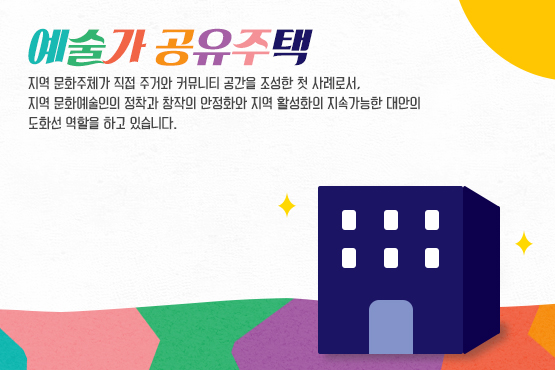 예술가 공유주택
지역 문화주체가 직접 주거와 커뮤니티 공간을 조성한 첫 사례로서,
지역 문화예술인의 정착과 창작의 안정화와 지역 활성화의 지속가능한 대안의
도화선 역할을 하고 있습니다.